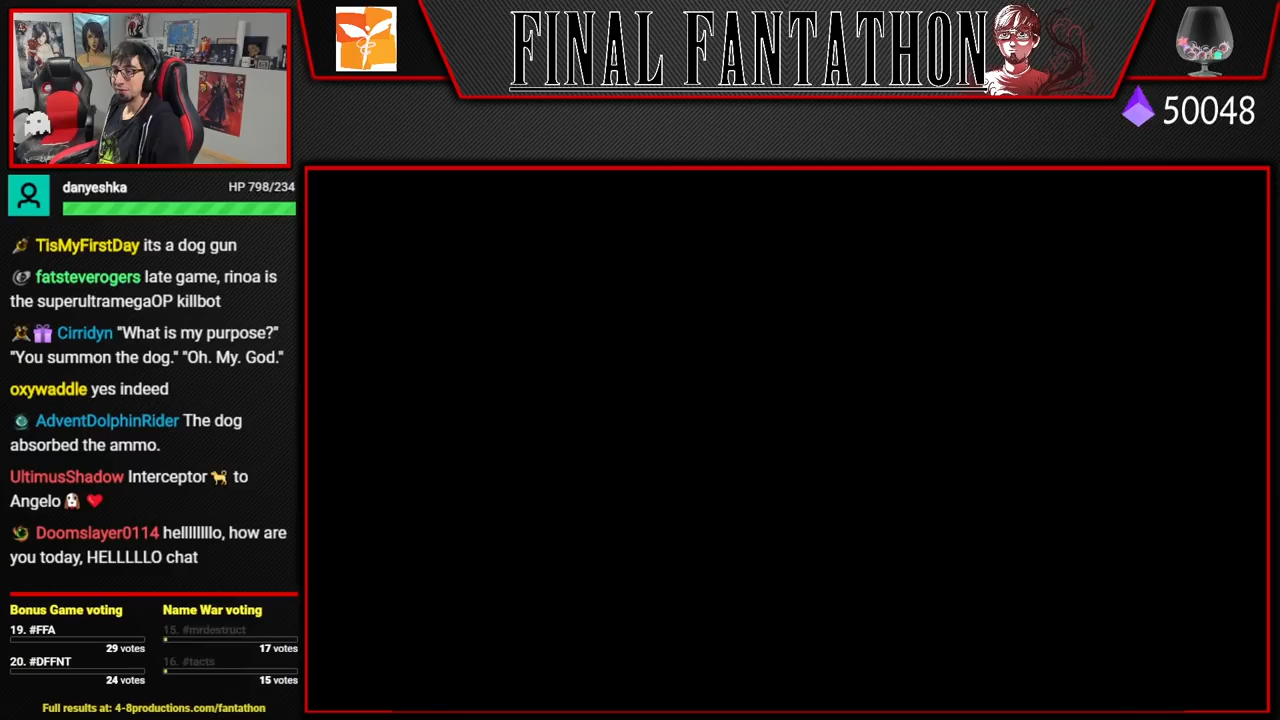 FINAL FANTATHON
50048
danyeshka HP 798/234
TisMyFirstDay its a dog gun
fatsteverogers late game, rinoa is
the superultramegaOP killbot
Cirridyn "What is my purpose?"
"You summon the dog." "Oh. My. God."
oxywaddle yes indeed
AdventDolphinRider The dog
absorbed the ammo.
UltimusShadow Interceptor 🐕 to
Angelo 🐶 ❤️
Doomslayer0114 hellllllllo, how are
you today, HELLLLLO chat
Bonus Game voting
19. #FFA
29 votes
20. #DFFNT
24 votes
Name War voting
15. #mrdestruct
17 votes
16. #tacts
15 votes
Full results at: 4-8productions.com/fantathon